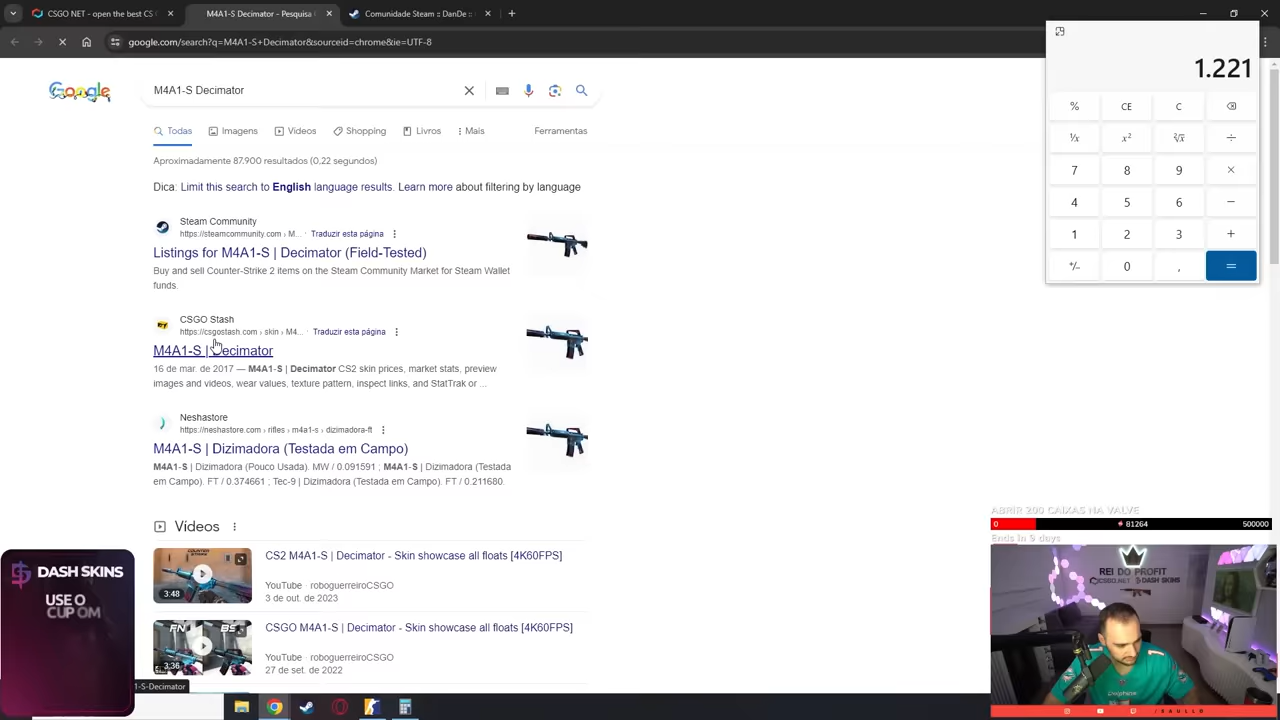 CSGO NET - open the best CS
M4A1-S Decimator - Pesquisa
Comunidade Steam :: DanDe ::
google.com/search?q=M4A1-S+Decimator&sourceid=chrome&ie=UTF-8
Google
M4A1-S Decimator
Todas
Imagens
Vídeos
Shopping
Livros
Mais
Ferramentas
Aproximadamente 87.900 resultados (0,22 segundos)
Dica: Limit this search to English language results. Learn more about filtering by language
Steam Community
https://steamcommunity.com › M... · Traduzir esta página
Listings for M4A1-S | Decimator (Field-Tested)
Buy and sell Counter-Strike 2 items on the Steam Community Market for Steam Wallet
funds.
CSGO Stash
https://csgostash.com › skin › M4... · Traduzir esta página
M4A1-S | Decimator
16 de mar. de 2017 — M4A1-S | Decimator CS2 skin prices, market stats, preview
images and videos, wear values, texture pattern, inspect links, and StatTrak or ...
Neshastore
https://neshastore.com › rifles › m4a1-s › dizimadora-ft
M4A1-S | Dizimadora (Testada em Campo)
M4A1-S | Dizimadora (Pouco Usada). MW / 0.091591 ; M4A1-S | Dizimadora (Testada
em Campo). FT / 0.374661 ; Tec-9 | Dizimadora (Testada em Campo). FT / 0.211680.
Vídeos
CS2 M4A1-S | Decimator - Skin showcase all floats [4K60FPS]
YouTube · roboguerreiroCSGO
3 de out. de 2023
3:48
CSGO M4A1-S | Decimator - Skin showcase all floats [4K60FPS]
YouTube · roboguerreiroCSGO
27 de set. de 2022
FN
BS
3:36
1-S-Decimator
DASH SKINS
USE O
CUPOM
1.221
%
CE
C
¹/x
x²
²√x
÷
7
8
9
×
4
5
6
−
1
2
3
+
+/−
0
,
=
ABRIR 200 CAIXAS NA VALVE
0
81264
500000
Ends in 9 days
REI DO PROFIT
CSGO.NET
DASH SKINS
/SAULLO